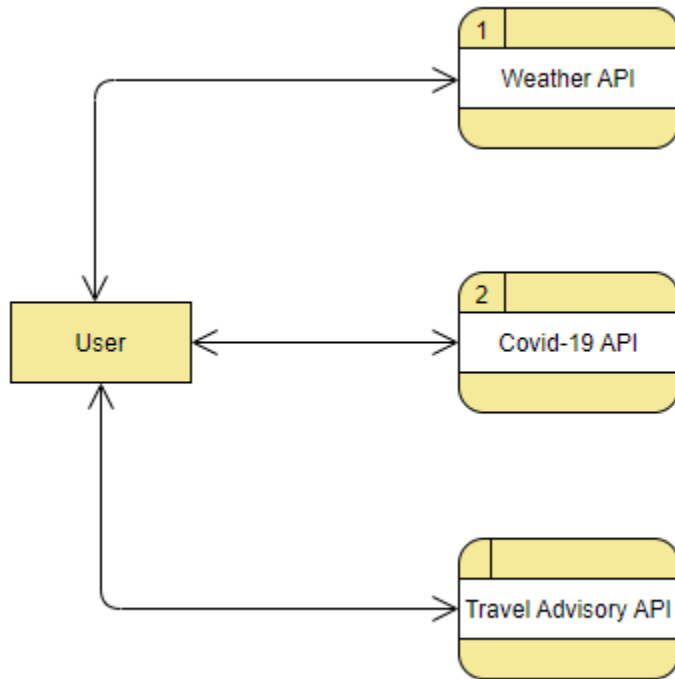 1
Weather API
User
2
Covid-19 API
Travel Advisory API